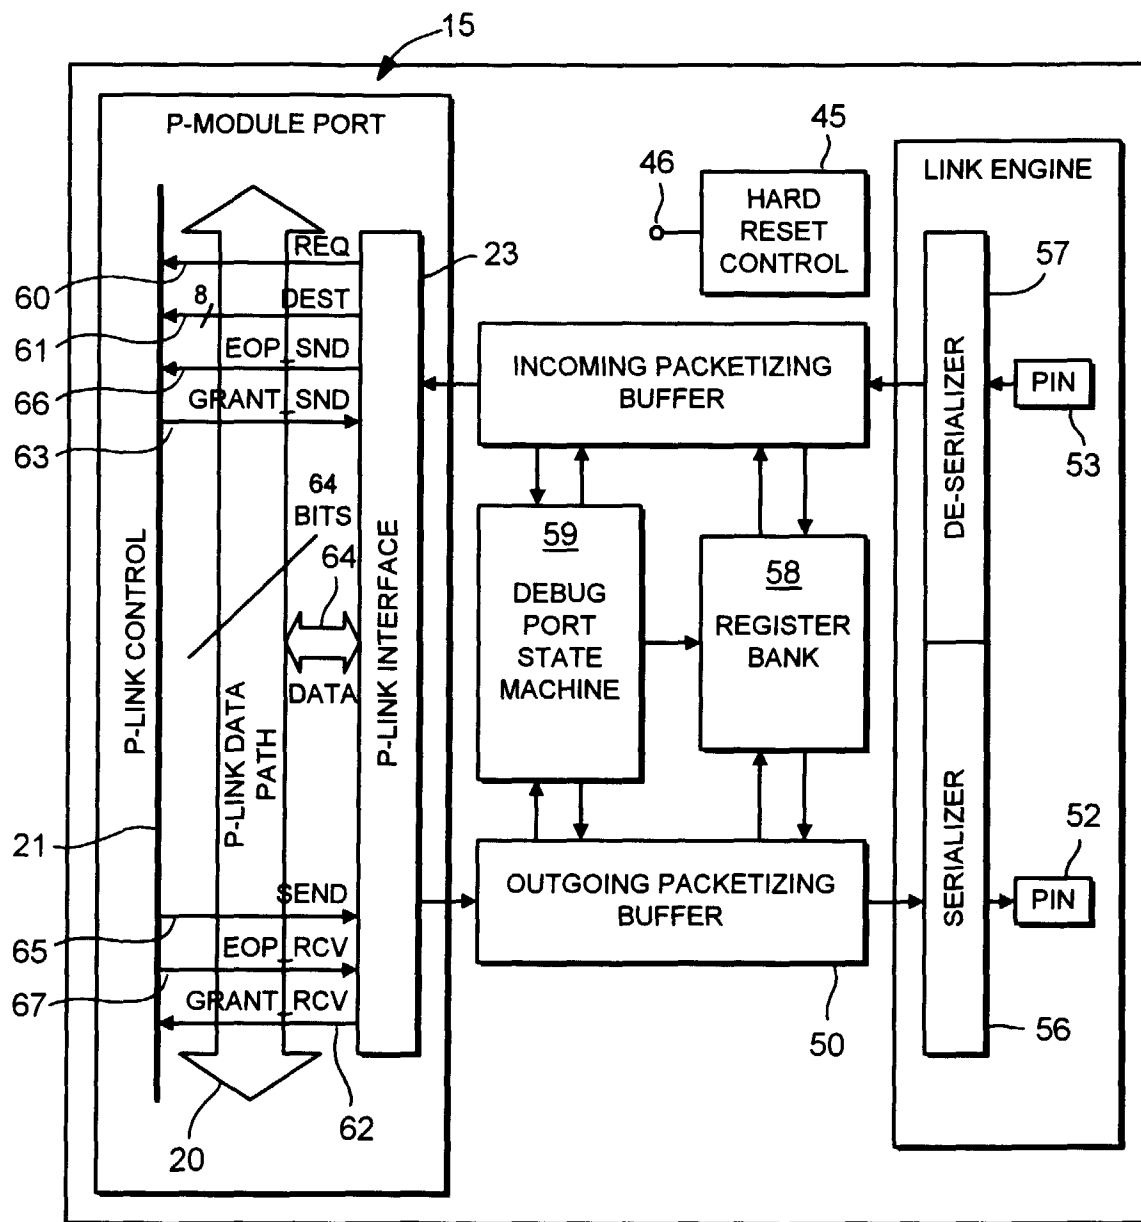 15
P-MODULE PORT
45
46
HARD
RESET
CONTROL
LINK ENGINE
REQ
23
57
60
8
DEST
61
EOP_SND
INCOMING PACKETIZING
BUFFER
PIN
66
GRANT_SND
53
63
64
BITS
DE-SERIALIZER
64
59
DEBUG
PORT
STATE
MACHINE
58
REGISTER
BANK
P-LINK CONTROL
P-LINK INTERFACE
DATA
P-LINK DATA
PATH
21
SERIALIZER
52
SEND
OUTGOING PACKETIZING
BUFFER
PIN
65
EOP_RCV
67
GRANT_RCV
50
56
20
62